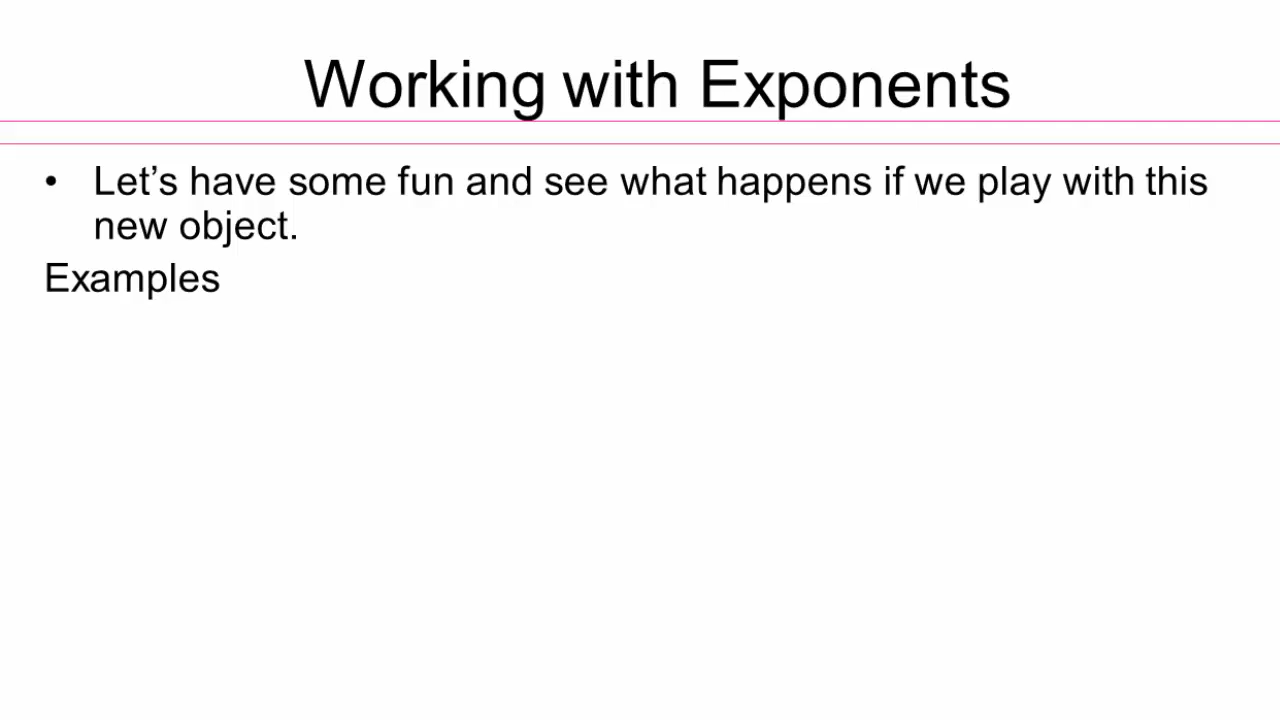 Working with Exponents
• Let’s have some fun and see what happens if we play with this
new object.
Examples